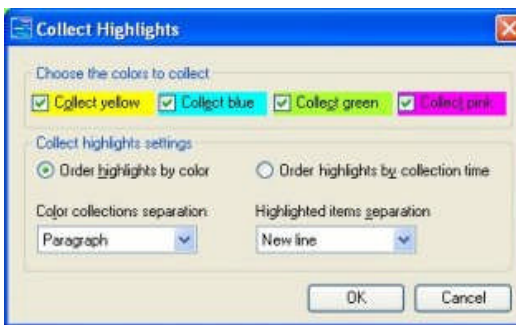 Collect Highlights
Choose the colors to collect
Collect yellow Collect blue Collect green Collect pink
Collect highlights settings
Order highlights by color Order highlights by collection time
Color collections separation Highlighted items separation
Paragraph New line
OK Cancel